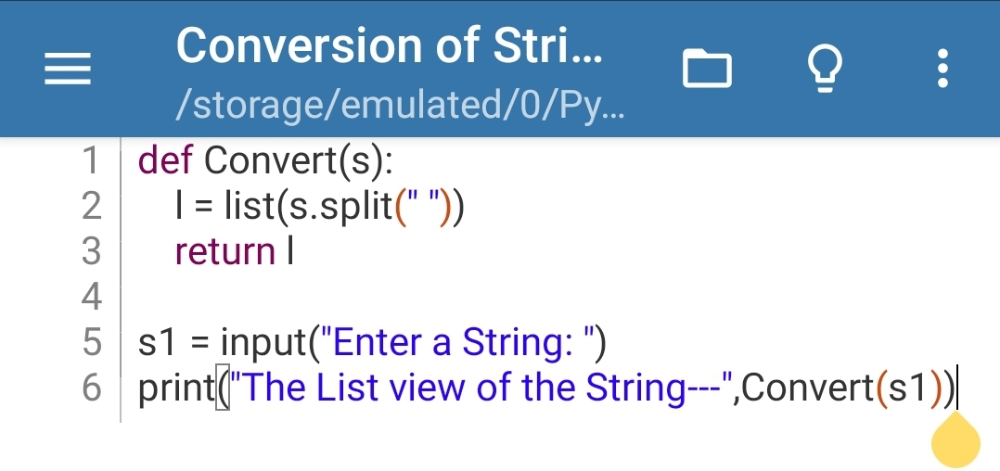 Conversion of Stri...
/storage/emulated/0/Py...
1 def Convert(s):
2 l = list(s.split(" "))
3 return l
4
5 s1 = input("Enter a String: ")
6 print("The List view of the String---",Convert(s1))